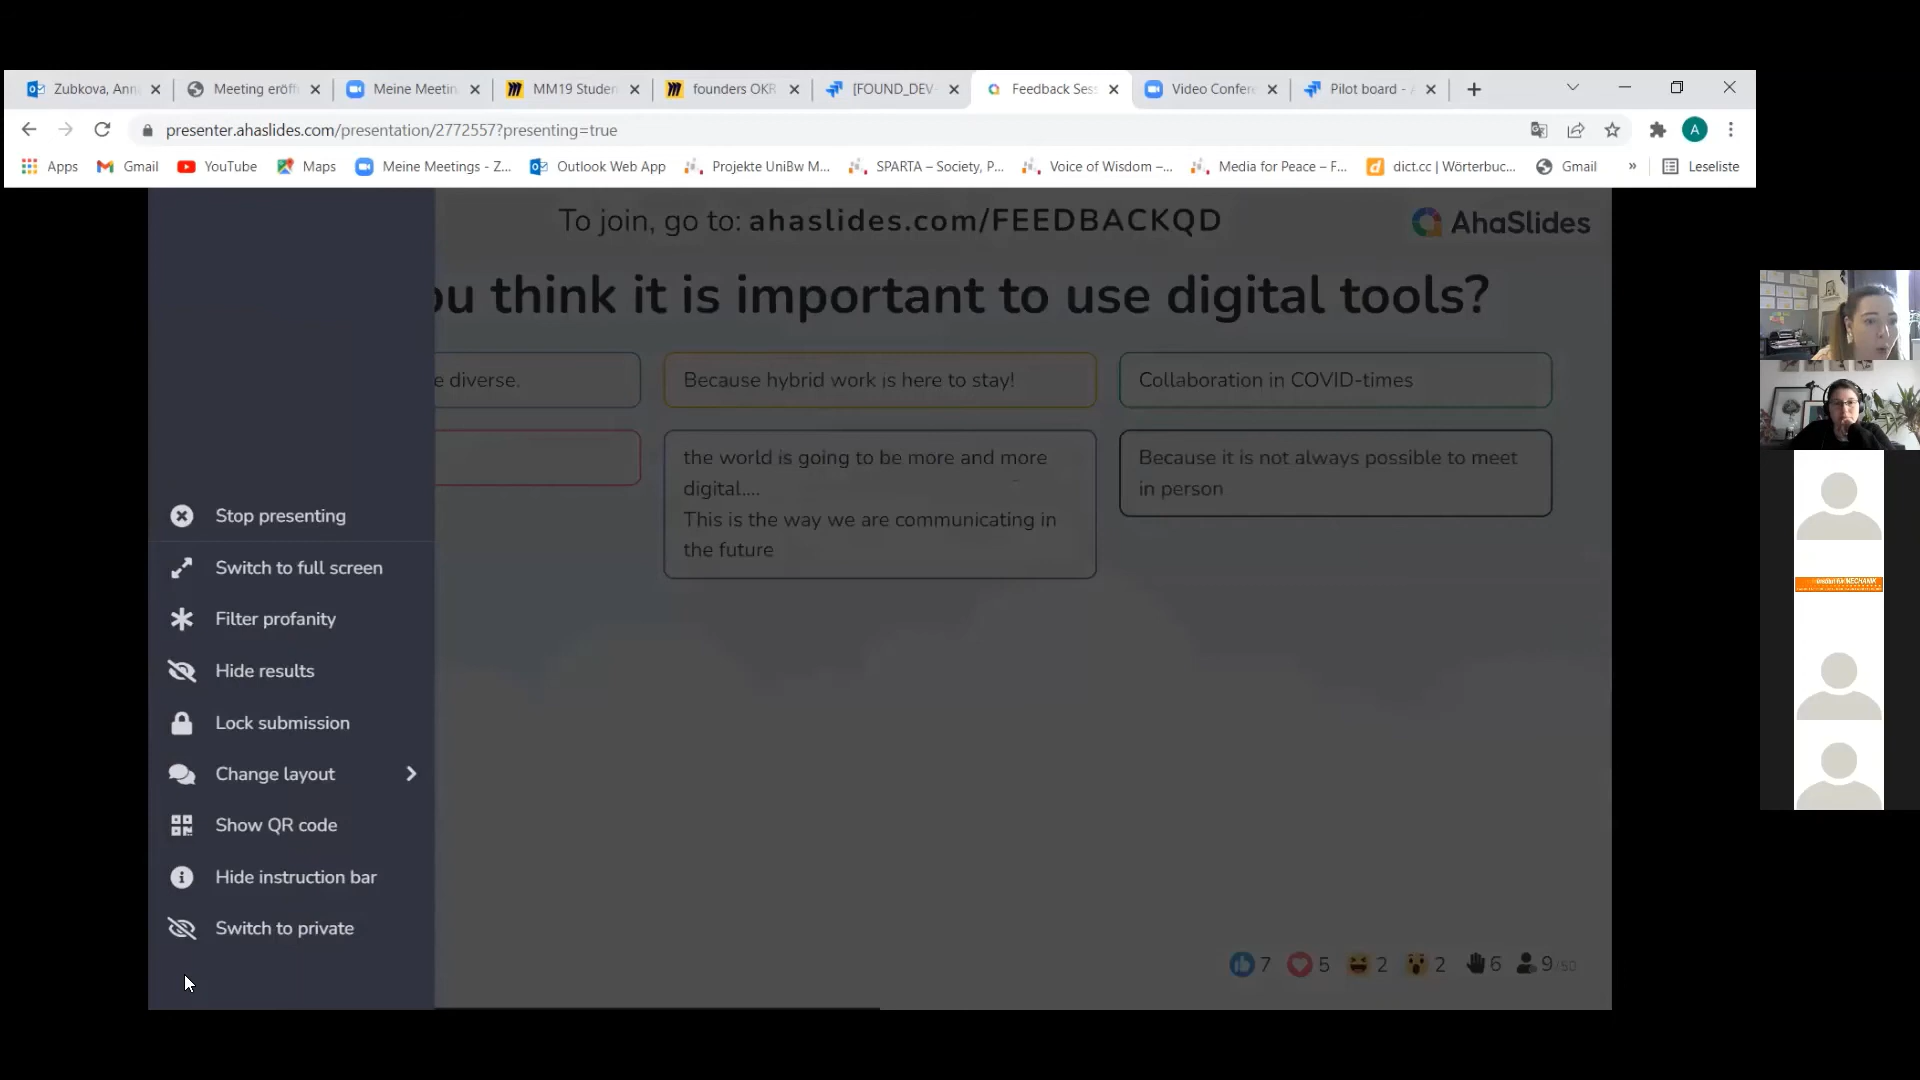 Zubkova, Ann
Meeting eröff
Meine Meetin
MM19 Studen
founders OKR
[FOUND_DEV-
Feedback Ses
Video Confere
Pilot board - A
presenter.ahaslides.com/presentation/2772557?presenting=true
A
Apps
Gmail
YouTube
Maps
Meine Meetings - Z...
Outlook Web App
Projekte UniBw M...
SPARTA – Society, P...
Voice of Wisdom –...
Media for Peace – F...
dict.cc | Wörterbuc...
Gmail
»
Leseliste
To join, go to: ahaslides.com/FEEDBACKQD
AhaSlides
ou think it is important to use digital tools?
e diverse.
Because hybrid work is here to stay!
Collaboration in COVID-times
the world is going to be more and more
digital....
This is the way we are communicating in
the future
Because it is not always possible to meet
in person
Stop presenting
Switch to full screen
Filter profanity
Hide results
Lock submission
Change layout
Show QR code
Hide instruction bar
Switch to private
7
5
2
2
6
9/50